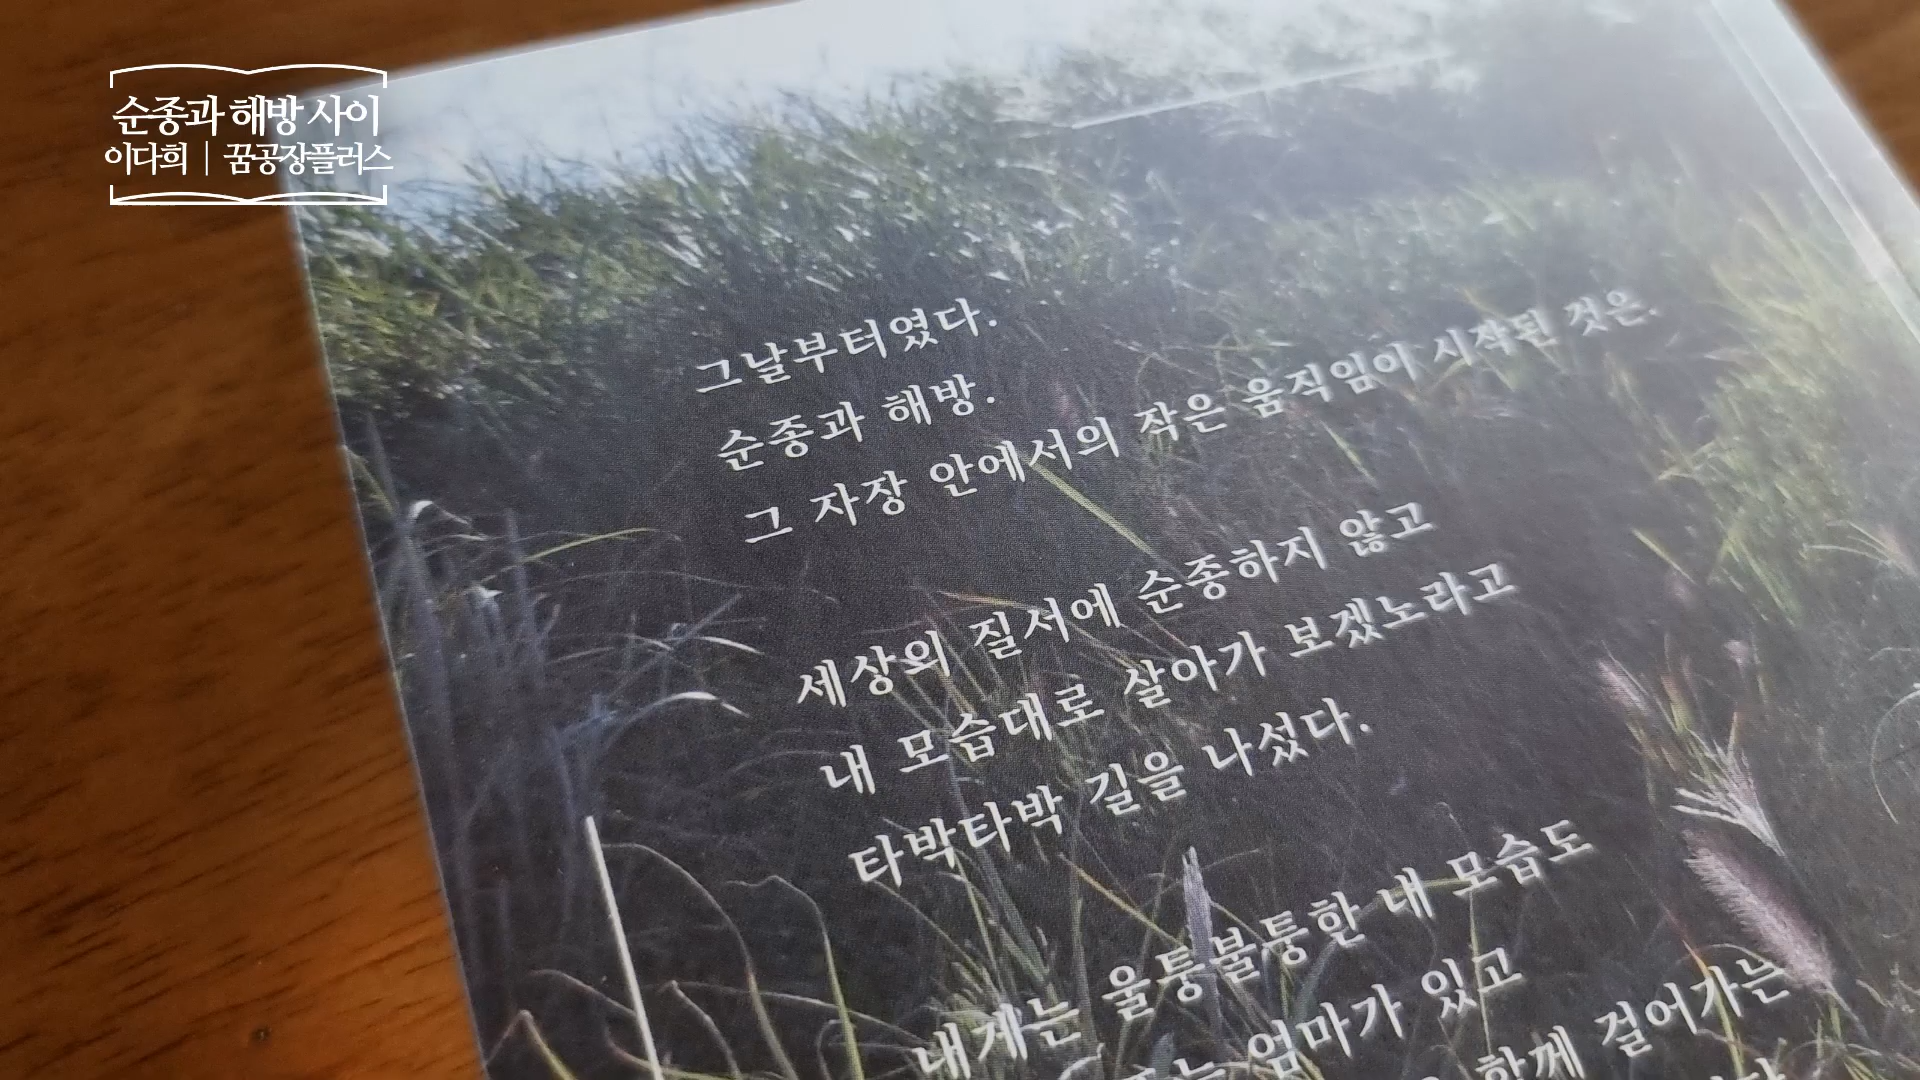 순종과 해방 사이
이다희 | 꿈공장플러스
그날부터였다.
순종과 해방.
그 자장 안에서의 작은 움직임이 시작된 것은.
세상의 질서에 순종하지 않고
내 모습대로 살아가 보겠노라고
타박타박 길을 나섰다.
내게는 울퉁불퉁한 내 모습도
엄마가 있고
함께 걸어가는